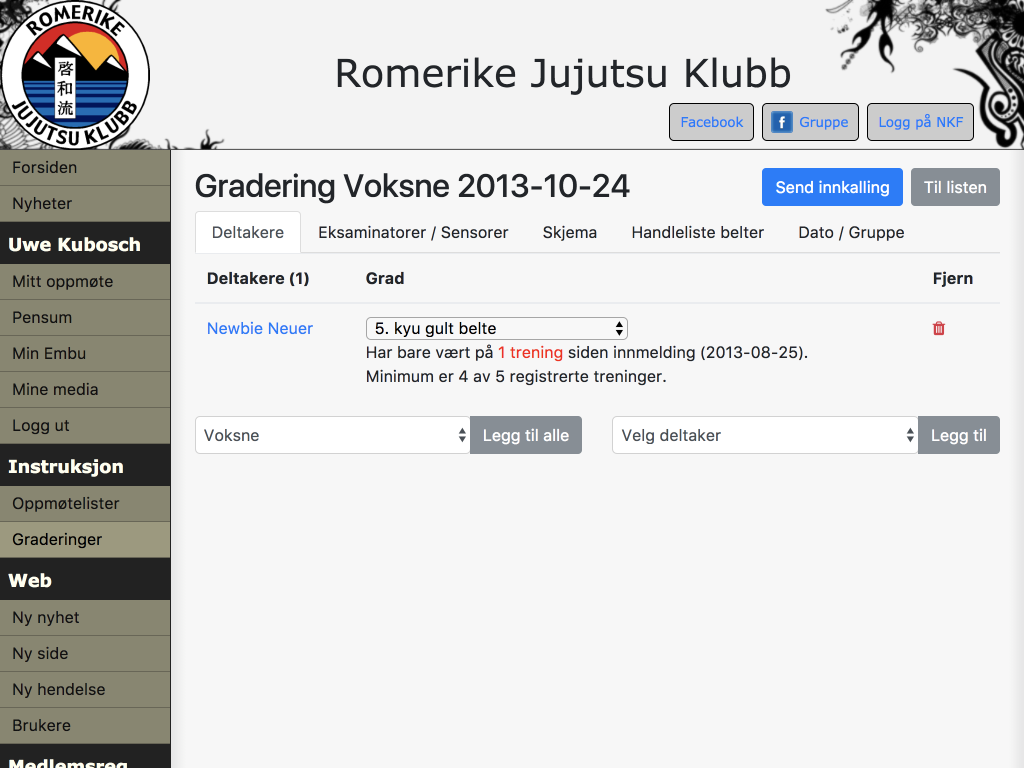 ROMERIKE
啓和流
JUJUTSU KLUBB
Romerike Jujutsu Klubb
Facebook
Gruppe
Logg på NKF
Forsiden
Nyheter
Uwe Kubosch
Mitt oppmøte
Pensum
Min Embu
Mine media
Logg ut
Instruksjon
Oppmøtelister
Graderinger
Web
Ny nyhet
Ny side
Ny hendelse
Brukere
Medlemsreg
Gradering Voksne 2013-10-24
Send innkalling
Til listen
Deltakere
Eksaminatorer / Sensorer
Skjema
Handleliste belter
Dato / Gruppe
Deltakere (1) Grad Fjern
Newbie Neuer 5. kyu gult belte
Har bare vært på 1 trening siden innmelding (2013-08-25).
Minimum er 4 av 5 registrerte treninger.
Voksne Legg til alle Velg deltaker Legg til